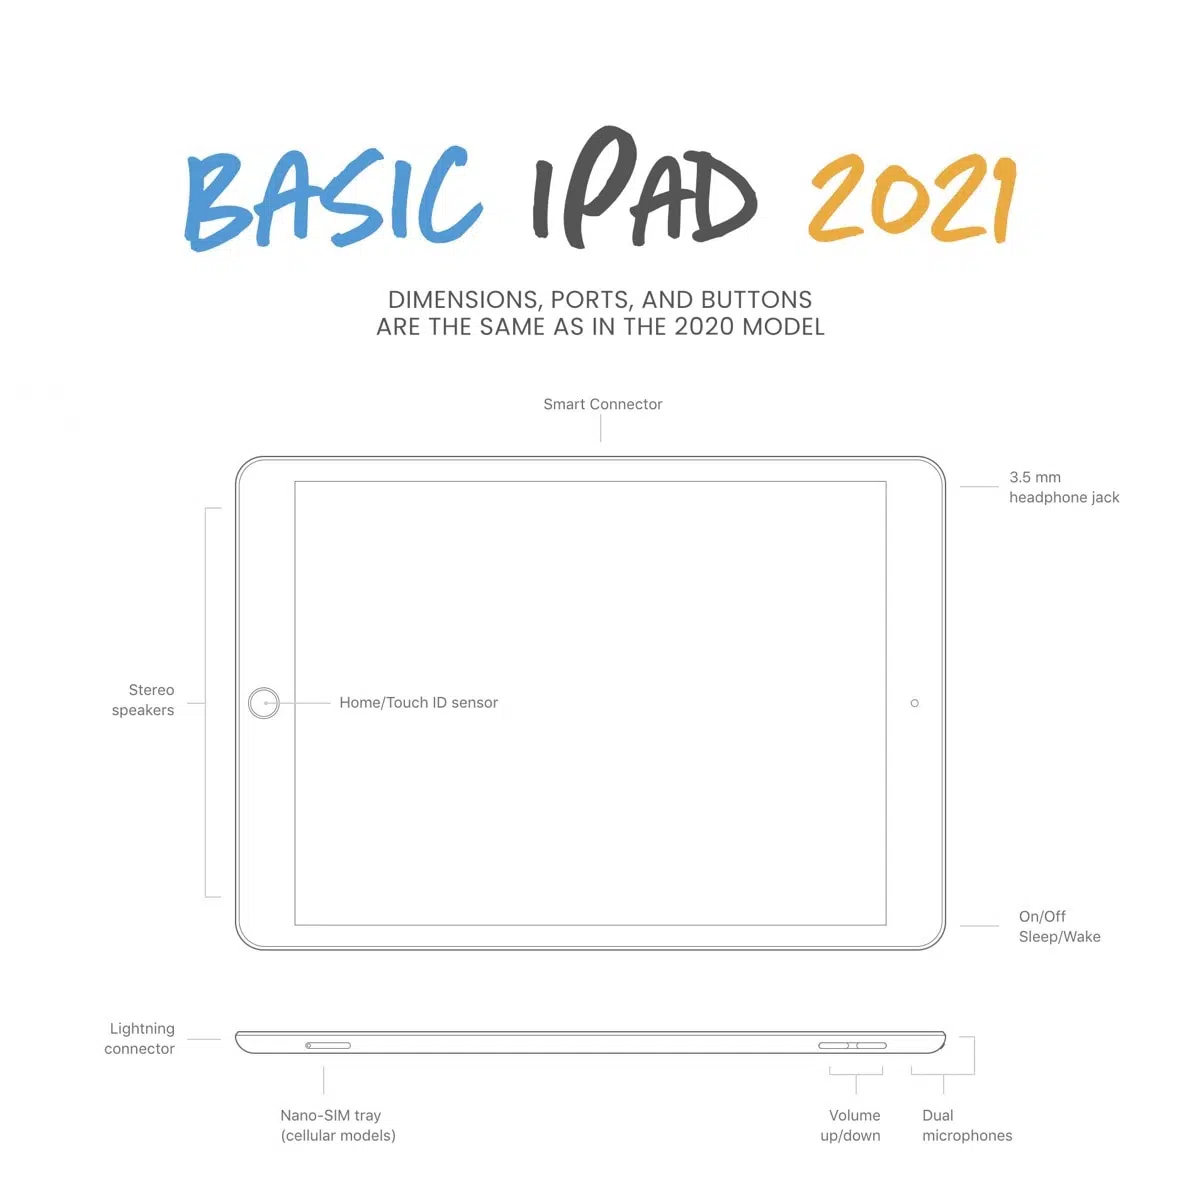 BASIC iPAD 2021
DIMENSIONS, PORTS, AND BUTTONS
ARE THE SAME AS IN THE 2020 MODEL
Smart Connector
3.5 mm
headphone jack
Stereo
speakers
Home/Touch ID sensor
On/Off
Sleep/Wake
Lightning
connector
Nano-SIM tray
(cellular models)
Volume
up/down
Dual
microphones